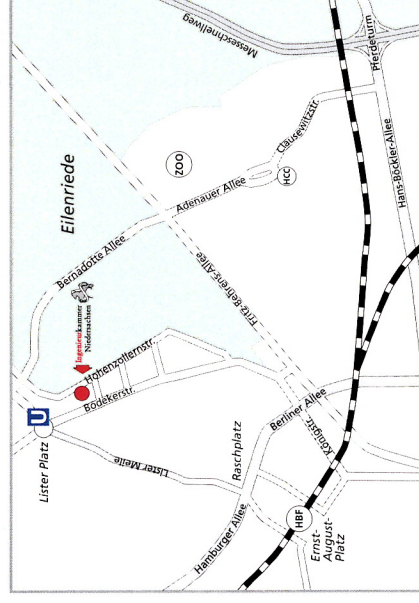 Messeschnellweg
Pferdeturm
Eilenriede
ZOO
Clausewitzstr.
HCC
Adenauer Allee
Hans-Böckler-Allee
Bernadotte Allee
Fritz-Behrens-Allee
Ingenieurkammer
Niedersachsen
Hohenzollernstr.
Bödekerstr.
U
Lister Platz
Lister Meile
Raschplatz
Berliner Allee
Königstr.
Hamburger Allee
HBF
Ernst-
August-
Platz